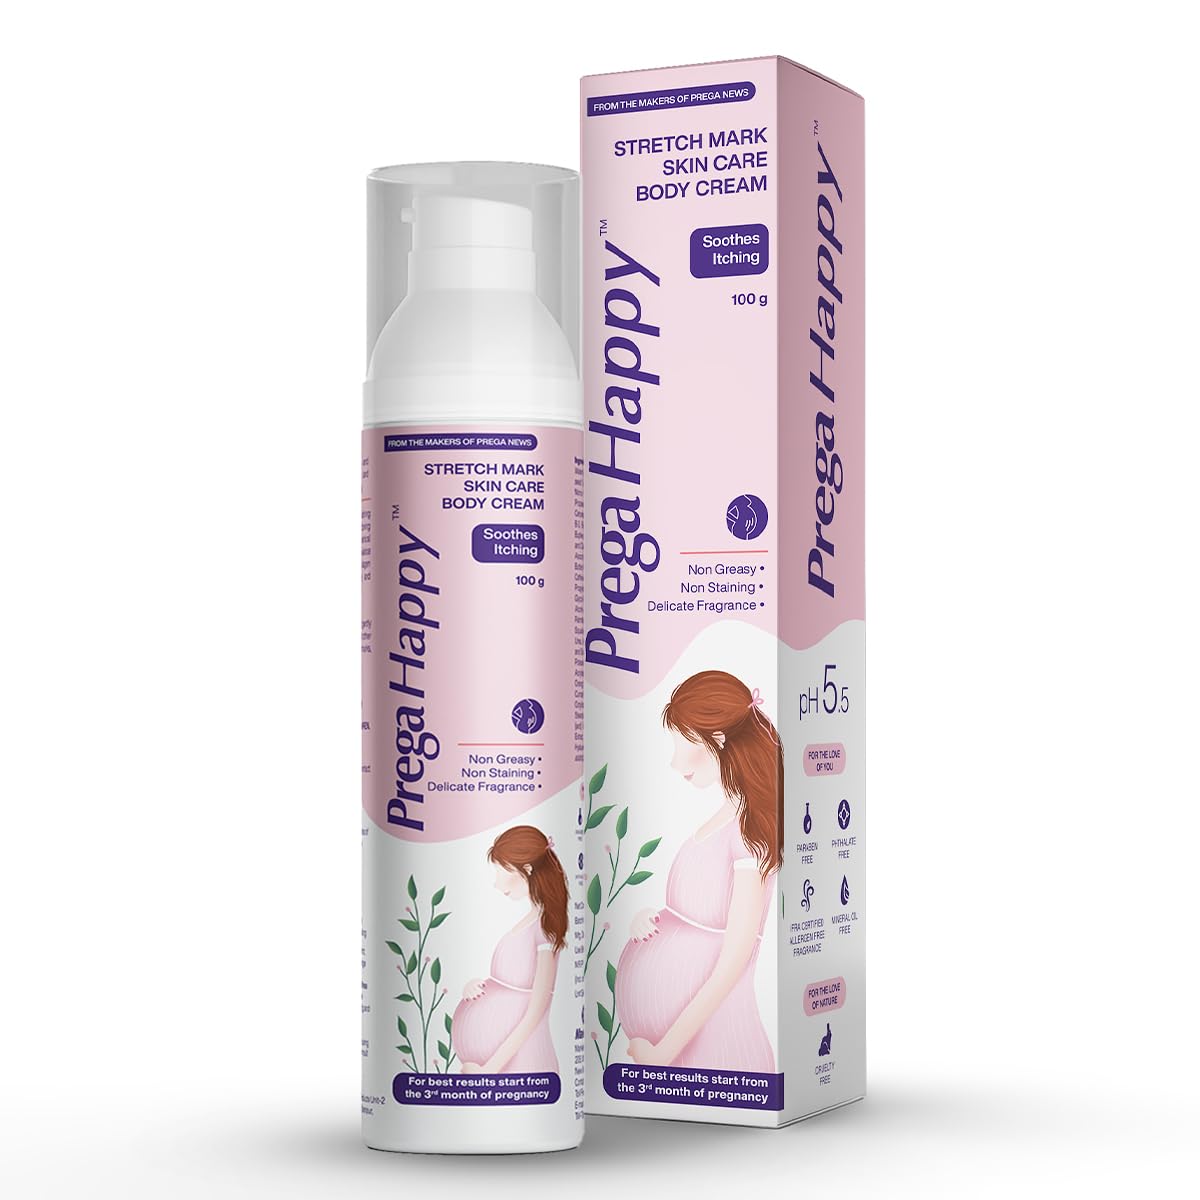 FROM THE MAKERS OF PREGA NEWS
STRETCH MARK
SKIN CARE
BODY CREAM
Soothes
Itching
100 g
PregaHappy™
Non Greasy •
Non Staining •
Delicate Fragrance •
For best results start from
the 3rd month of pregnancy
FROM THE MAKERS OF PREGA NEWS
STRETCH MARK
SKIN CARE
BODY CREAM
Soothes
Itching
100 g
PregaHappy™
Non Greasy •
Non Staining •
Delicate Fragrance •
For best results start from
the 3rd month of pregnancy
Prega Happy™
pH 5.5
FOR THE LOVE
OF YOU
PARABEN
FREE
PHTHALATE
FREE
IFRA CERTIFIED
ALLERGEN FREE
FRAGRANCE
MINERAL OIL
FREE
FOR THE LOVE
OF NATURE
CRUELTY
FREE